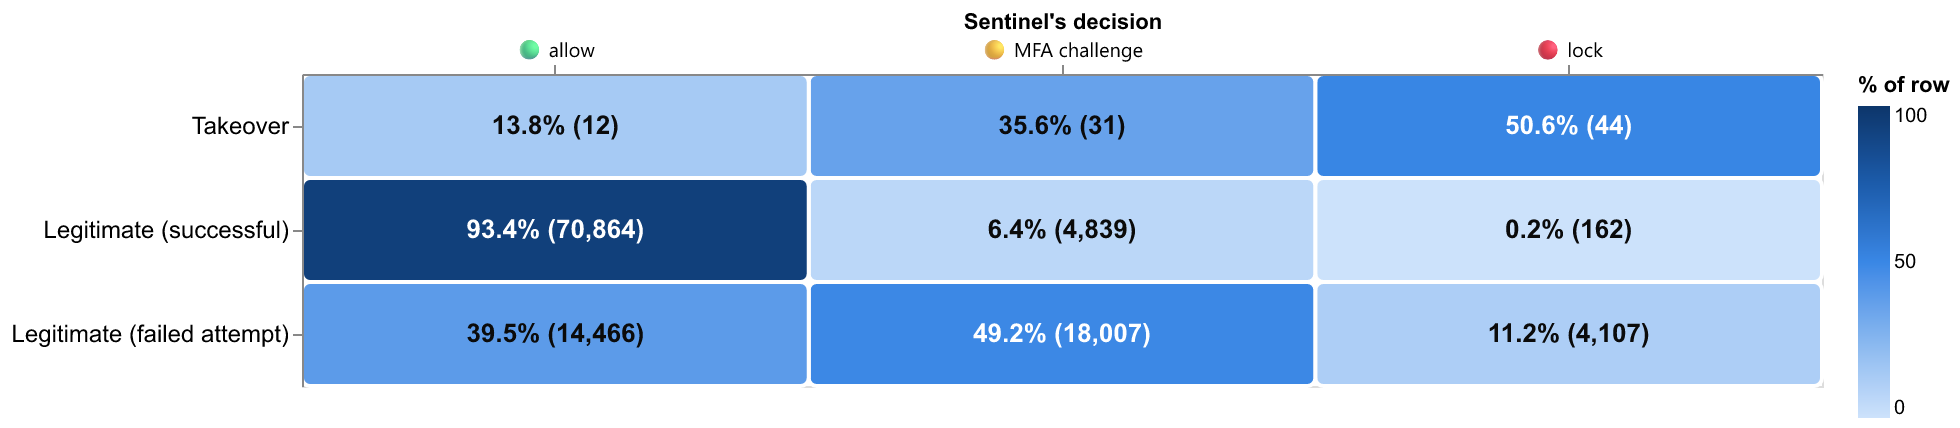 Sentinel's decision
allow MFA challenge lock
% of row
100
Takeover 13.8% (12) 35.6% (31) 50.6% (44)
Legitimate (successful) 93.4% (70,864) 6.4% (4,839) 0.2% (162)
50
Legitimate (failed attempt) 39.5% (14,466) 49.2% (18,007) 11.2% (4,107)
0